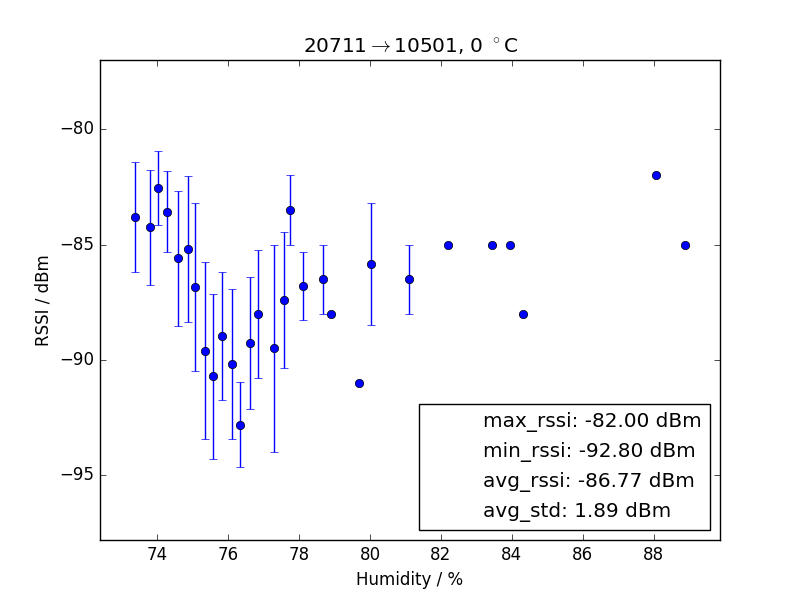 20711→10501, 0 °C
−80
−85
−90
−95
RSSI / dBm
74 76 78 80 82 84 86 88
Humidity / %
max_rssi: -82.00 dBm
min_rssi: -92.80 dBm
avg_rssi: -86.77 dBm
avg_std: 1.89 dBm